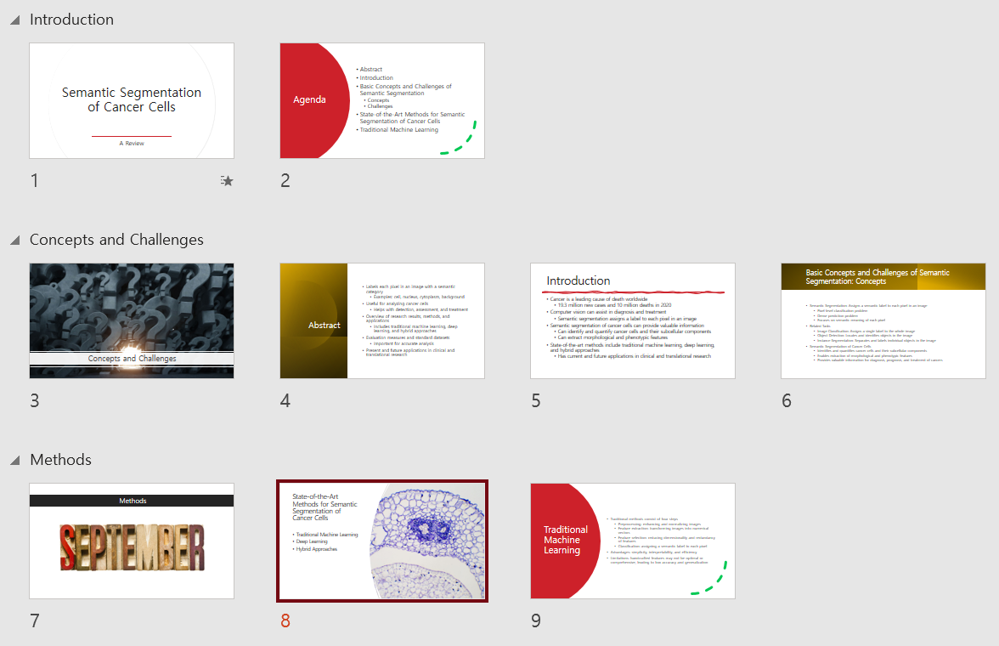 Introduction
Semantic Segmentation
of Cancer Cells
A Review
1
Agenda
• Abstract
• Introduction
• Basic Concepts and Challenges of
Semantic Segmentation
• Concepts
• Challenges
• State-of-the-Art Methods for Semantic
Segmentation of Cancer Cells
• Traditional Machine Learning
2
Concepts and Challenges
Concepts and Challenges
3
Abstract
• Labels each pixel in an image with a semantic
category
• Examples: cell, nucleus, cytoplasm, background
• Useful for analyzing cancer cells
• Helps with detection, assessment, and treatment
• Overview of research results, methods, and
applications
• Includes traditional machine learning, deep
learning, and hybrid approaches
• Evaluation measures and standard datasets
• Important for accurate analysis
• Present and future applications in clinical and
translational research
4
Introduction
• Cancer is a leading cause of death worldwide
• 19.3 million new cases and 10 million deaths in 2020
• Computer vision can assist in diagnosis and treatment
• Semantic segmentation assigns a label to each pixel in an image
• Semantic segmentation of cancer cells can provide valuable information
• Can identify and quantify cancer cells and their subcellular components
• Can extract morphological and phenotypic features
• State-of-the-art methods include traditional machine learning, deep learning,
and hybrid approaches
• Has current and future applications in clinical and translational research
5
Basic Concepts and Challenges of Semantic
Segmentation: Concepts
• Semantic Segmentation: Assigns a semantic label to each pixel in an image
• Pixel-level classification problem
• Dense prediction problem
• Focuses on semantic meaning of each pixel
• Related Tasks
• Image Classification: Assigns a single label to the whole image
• Object Detection: Locates and identifies objects in the image
• Instance Segmentation: Separates and labels individual objects in the image
• Semantic Segmentation of Cancer Cells
• Identifies and quantifies cancer cells and their subcellular components
• Enables extraction of morphological and phenotypic features
• Provides valuable information for diagnosis, prognosis, and treatment of cancers
6
Methods
Methods
SEPTEMBER
7
State-of-the-Art
Methods for Semantic
Segmentation of
Cancer Cells
• Traditional Machine Learning
• Deep Learning
• Hybrid Approaches
8
Traditional
Machine
Learning
• Traditional methods consist of four steps
• Preprocessing: enhancing and normalizing images
• Feature extraction: transforming images into numerical
vectors
• Feature selection: reducing dimensionality and redundancy
of features
• Classification: assigning a semantic label to each pixel
• Advantages: simplicity, interpretability, and efficiency
• Limitations: handcrafted features may not be optimal or
comprehensive, leading to low accuracy and generalization
9